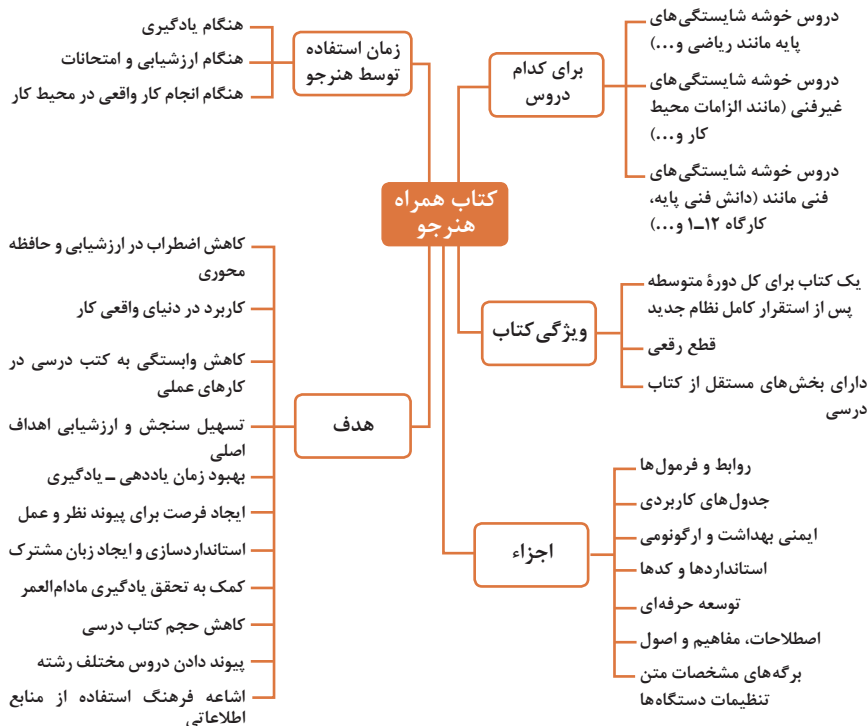 کتاب همراه
هنرجو
برای کدام
دروس
دروس خوشه شایستگی‌های
پایه مانند ریاضی و...)
دروس خوشه شایستگی‌های
غیرفنی (مانند الزامات محیط
کار و...)
دروس خوشه شایستگی‌های
فنی مانند (دانش فنی پایه،
کارگاه ۱۲ــ۱ و...)
ویژگی کتاب
یک کتاب برای کل دورهٔ متوسطه
پس از استقرار کامل نظام جدید
قطع رقعی
دارای بخش‌های مستقل از کتاب
درسی
اجزاء
روابط و فرمول‌ها
جدول‌های کاربردی
ایمنی بهداشت و ارگونومی
استانداردها و کدها
توسعه حرفه‌ای
اصطلاحات، مفاهیم و اصول
برگه‌های مشخصات متن
تنظیمات دستگاه‌ها
زمان استفاده
توسط هنرجو
هنگام یادگیری
هنگام ارزشیابی و امتحانات
هنگام انجام کار واقعی در محیط کار
هدف
کاهش اضطراب در ارزشیابی و حافظه
محوری
کاربرد در دنیای واقعی کار
کاهش وابستگی به کتب درسی در
کارهای عملی
تسهیل سنجش و ارزشیابی اهداف
اصلی
بهبود زمان یاددهی ــ یادگیری
ایجاد فرصت برای پیوند نظر و عمل
استانداردسازی و ایجاد زبان مشترک
کمک به تحقق یادگیری مادام‌العمر
کاهش حجم کتاب درسی
پیوند دادن دروس مختلف رشته
اشاعه فرهنگ استفاده از منابع
اطلاعاتی